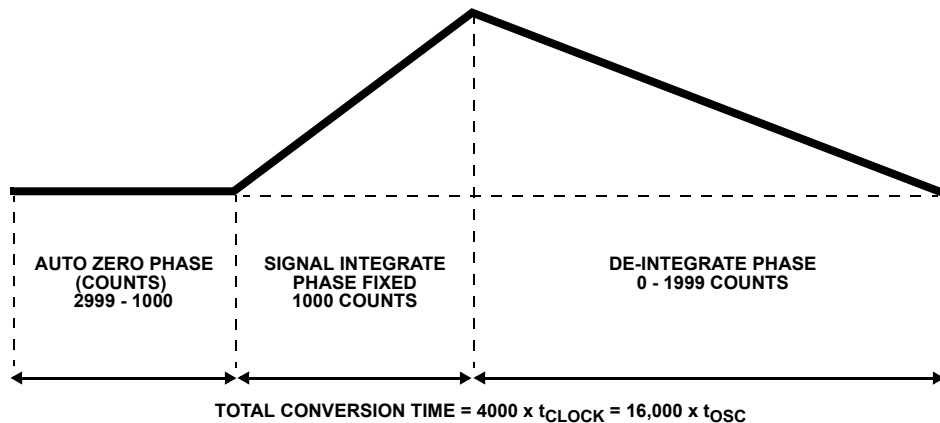 AUTO ZERO PHASE
(COUNTS)
2999 - 1000
SIGNAL INTEGRATE
PHASE FIXED
1000 COUNTS
DE-INTEGRATE PHASE
0 - 1999 COUNTS
TOTAL CONVERSION TIME = 4000 x tCLOCK = 16,000 x tOSC